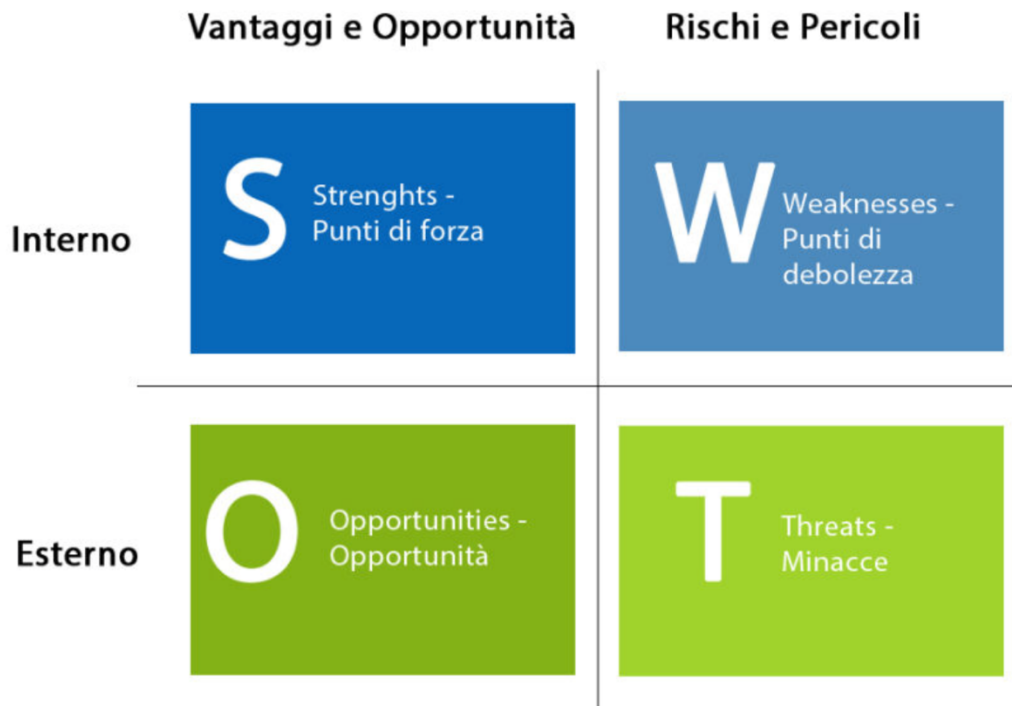 Vantaggi e Opportunità
Rischi e Pericoli
Interno
S
Strenghts -
Punti di forza
W
Weaknesses -
Punti di
debolezza
Esterno
O
Opportunities -
Opportunità
T
Threats -
Minacce